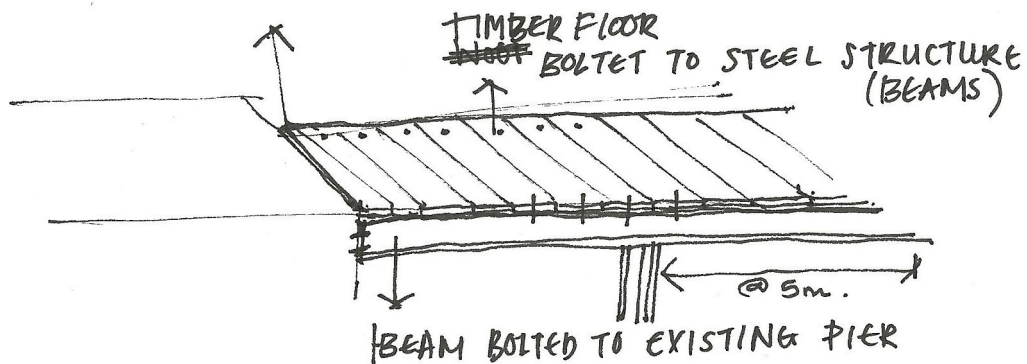 TIMBER FLOOR
BOLTET TO STEEL STRUCTURE
(BEAMS)
@ 5m.
BEAM BOLTED TO EXISTING PIER